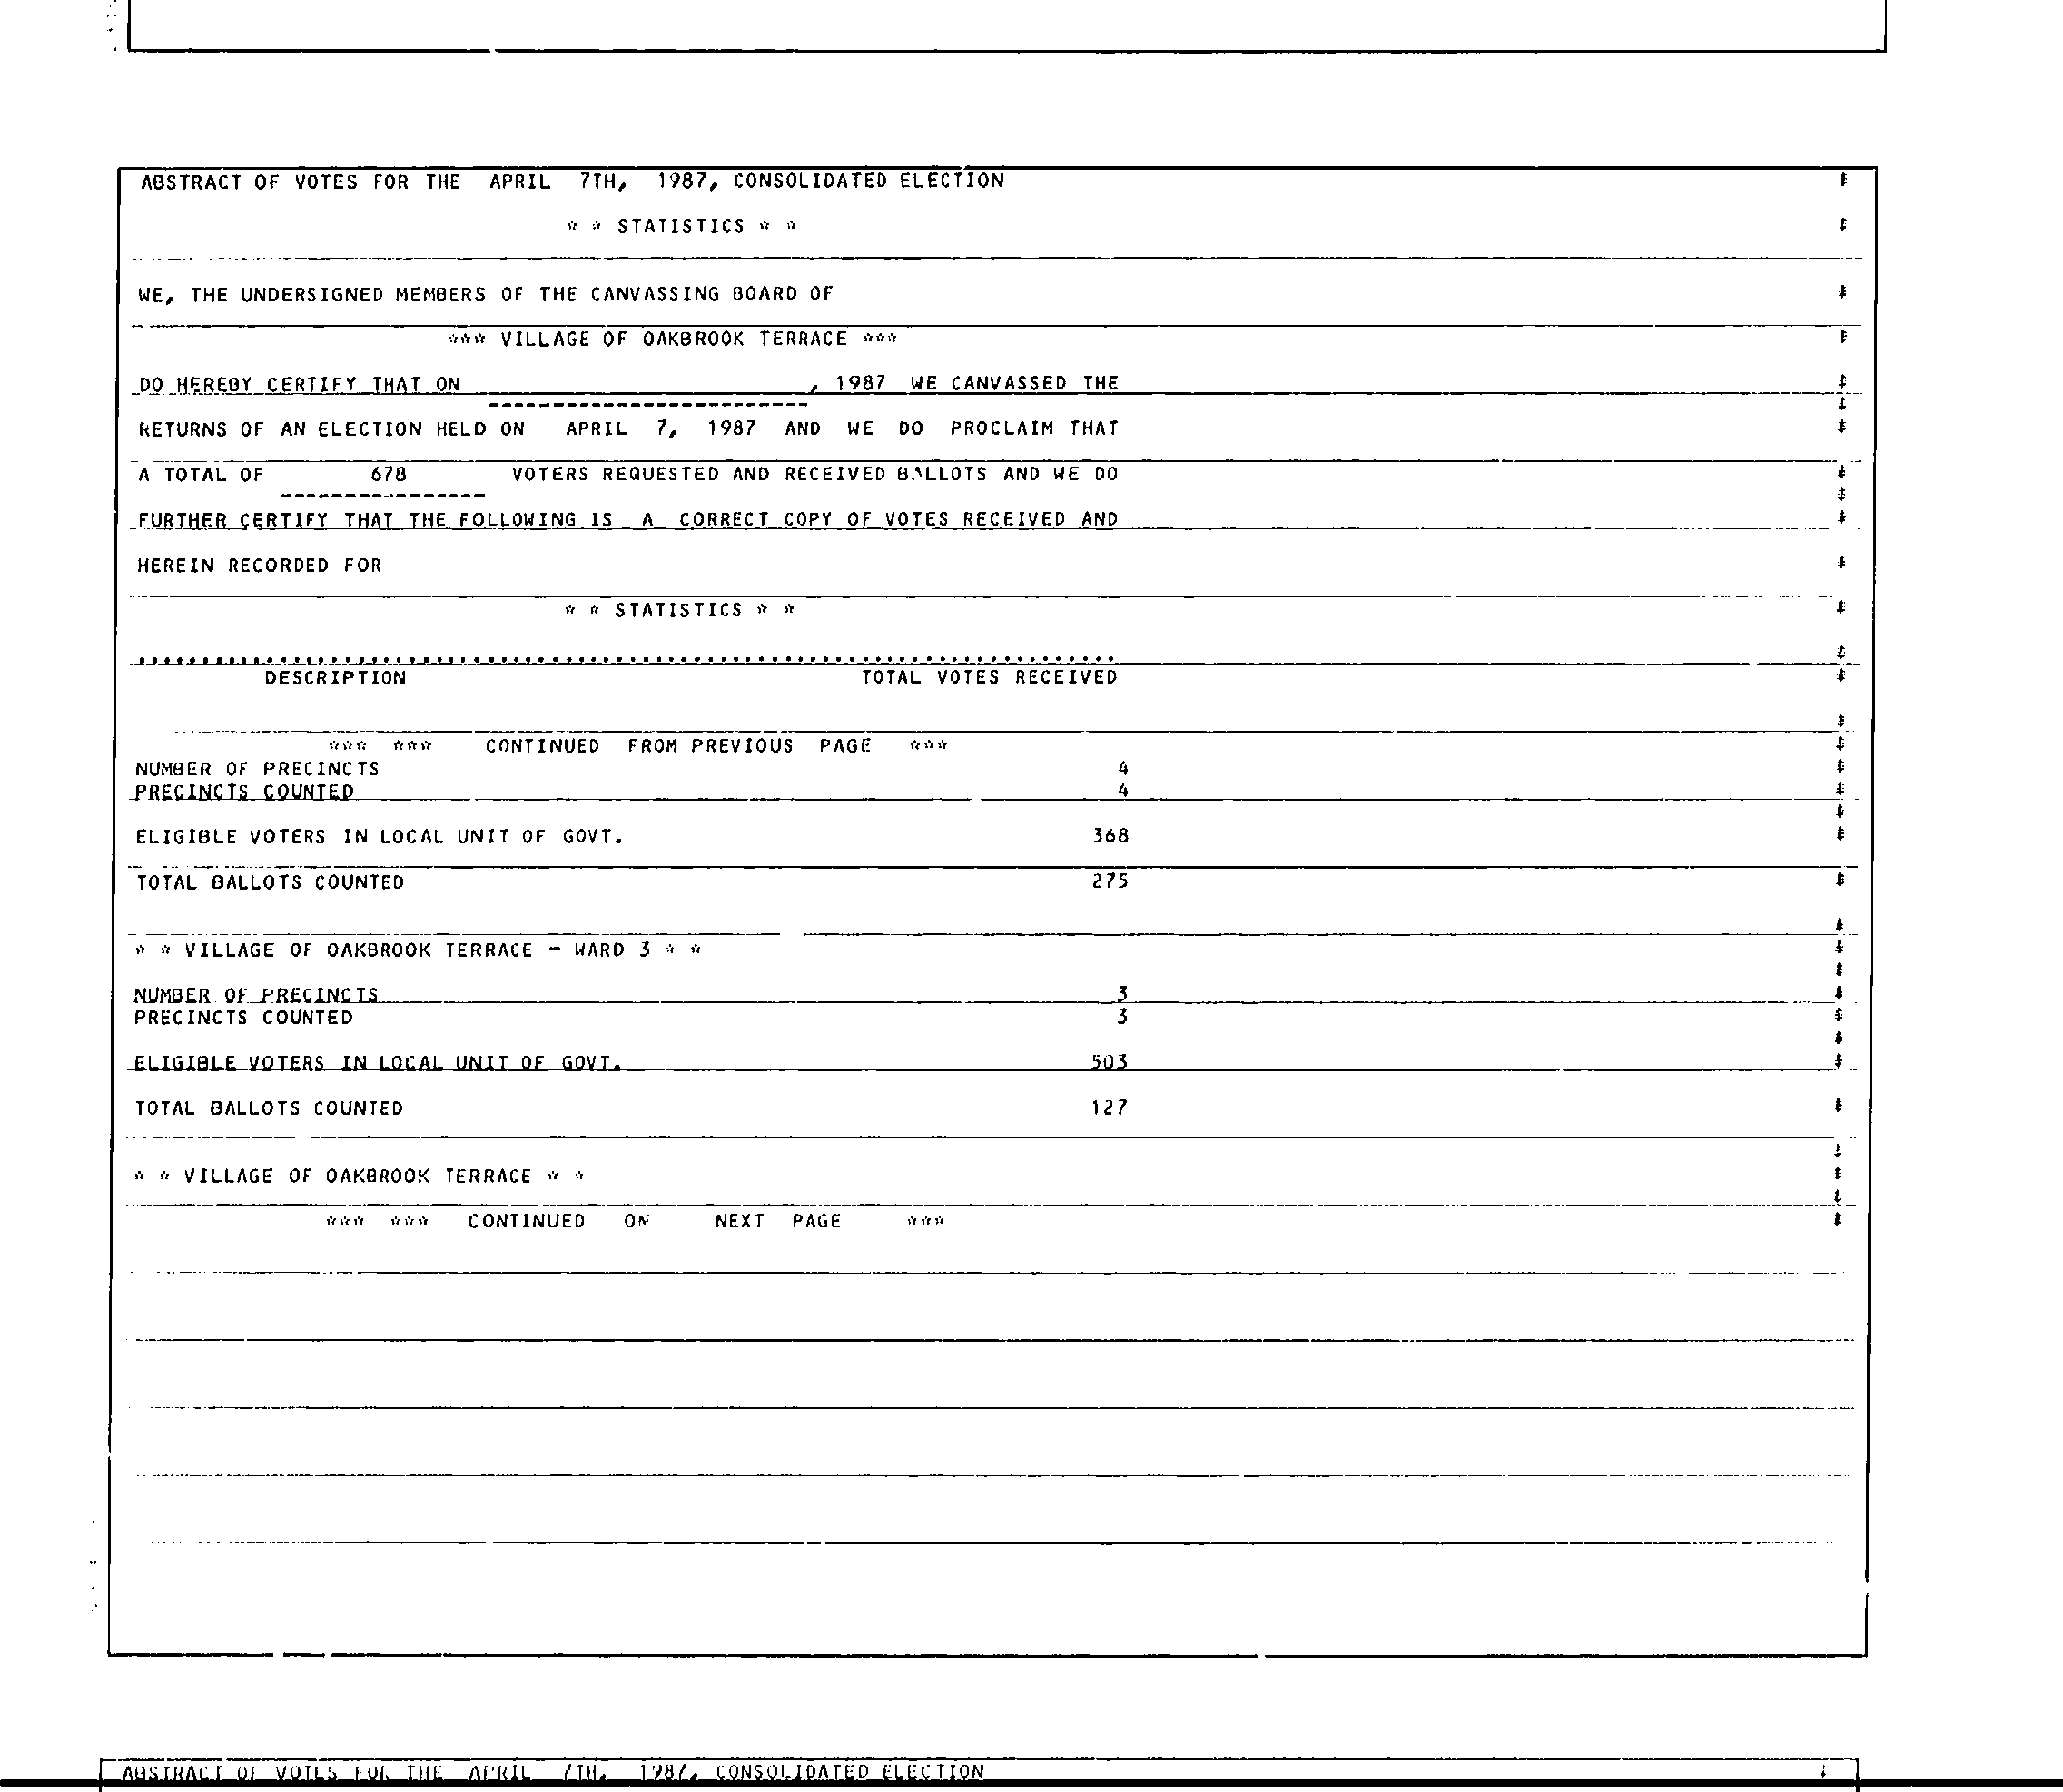 ABSTRACT OF VOTES FOR THE APRIL 7TH, 1987, CONSOLIDATED ELECTION
* * STATISTICS * *
WE, THE UNDERSIGNED MEMBERS OF THE CANVASSING BOARD OF
*** VILLAGE OF OAKBROOK TERRACE ***
DO HEREBY CERTIFY THAT ON , 1987 WE CANVASSED THE
RETURNS OF AN ELECTION HELD ON APRIL 7, 1987 AND WE DO PROCLAIM THAT
A TOTAL OF 678 VOTERS REQUESTED AND RECEIVED BALLOTS AND WE DO
FURTHER CERTIFY THAT THE FOLLOWING IS A CORRECT COPY OF VOTES RECEIVED AND
HEREIN RECORDED FOR
* * STATISTICS * *
DESCRIPTION TOTAL VOTES RECEIVED
*** *** CONTINUED FROM PREVIOUS PAGE ***
NUMBER OF PRECINCTS 4
PRECINCTS COUNTED 4
ELIGIBLE VOTERS IN LOCAL UNIT OF GOVT. 368
TOTAL BALLOTS COUNTED 275
* * VILLAGE OF OAKBROOK TERRACE - WARD 3 * *
NUMBER OF PRECINCTS 3
PRECINCTS COUNTED 3
ELIGIBLE VOTERS IN LOCAL UNIT OF GOVT. 503
TOTAL BALLOTS COUNTED 127
* * VILLAGE OF OAKBROOK TERRACE * *
*** *** CONTINUED ON NEXT PAGE ***
ABSTRACT OF VOTES FOR THE APRIL 7TH, 1987, CONSOLIDATED ELECTION